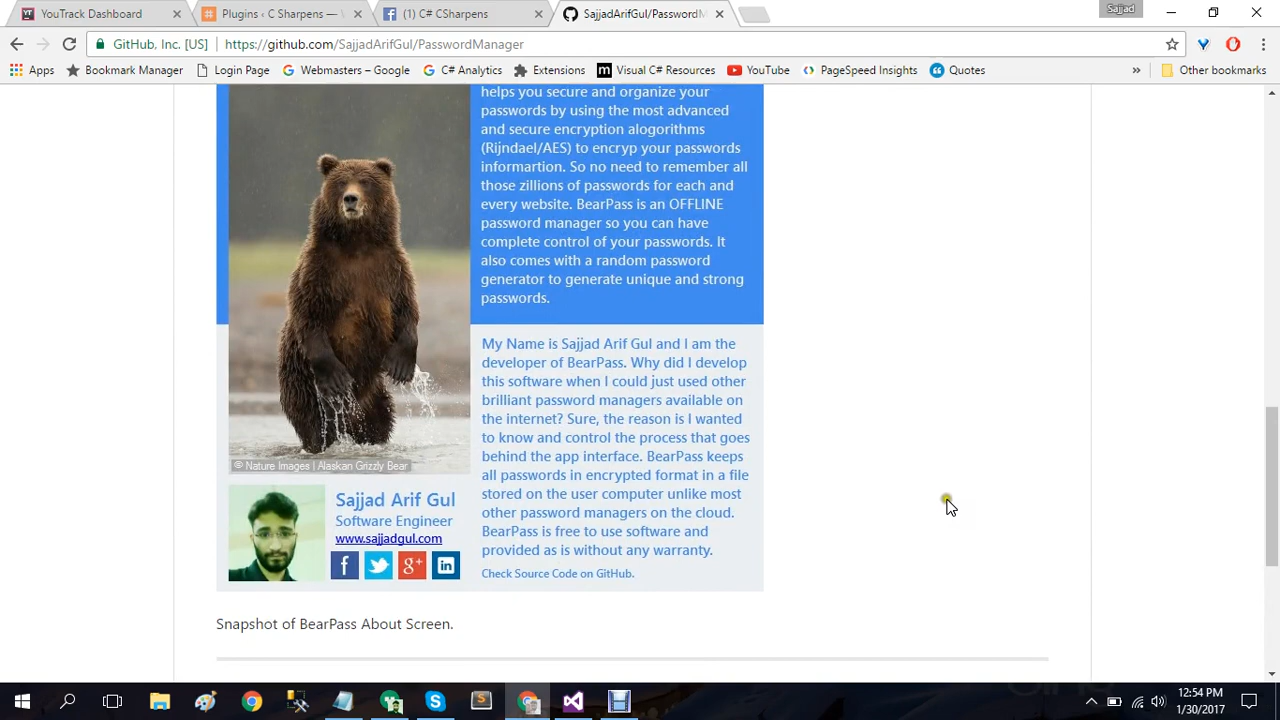 YouTrack Dashboard
Plugins ‹ C Sharpens — W
(1) C# CSharpens
SajjadArifGul/PasswordM
Sajjad
GitHub, Inc. [US]
https://github.com/SajjadArifGul/PasswordManager
Apps
Bookmark Manager
Login Page
Webmasters – Google
C# Analytics
Extensions
Visual C# Resources
YouTube
PageSpeed Insights
Quotes
»
Other bookmarks
helps you secure and organize your
passwords by using the most advanced
and secure encryption alogorithms
(Rijndael/AES) to encryp your passwords
informartion. So no need to remember all
those zillions of passwords for each and
every website. BearPass is an OFFLINE
password manager so you can have
complete control of your passwords. It
also comes with a random password
generator to generate unique and strong
passwords.
© Nature Images | Alaskan Grizzly Bear
My Name is Sajjad Arif Gul and I am the
developer of BearPass. Why did I develop
this software when I could just used other
brilliant password managers available on
the internet? Sure, the reason is I wanted
to know and control the process that goes
behind the app interface. BearPass keeps
all passwords in encrypted format in a file
stored on the user computer unlike most
other password managers on the cloud.
BearPass is free to use software and
provided as is without any warranty.
Check Source Code on GitHub.
Sajjad Arif Gul
Software Engineer
www.sajjadgul.com
Snapshot of BearPass About Screen.
12:54 PM
1/30/2017